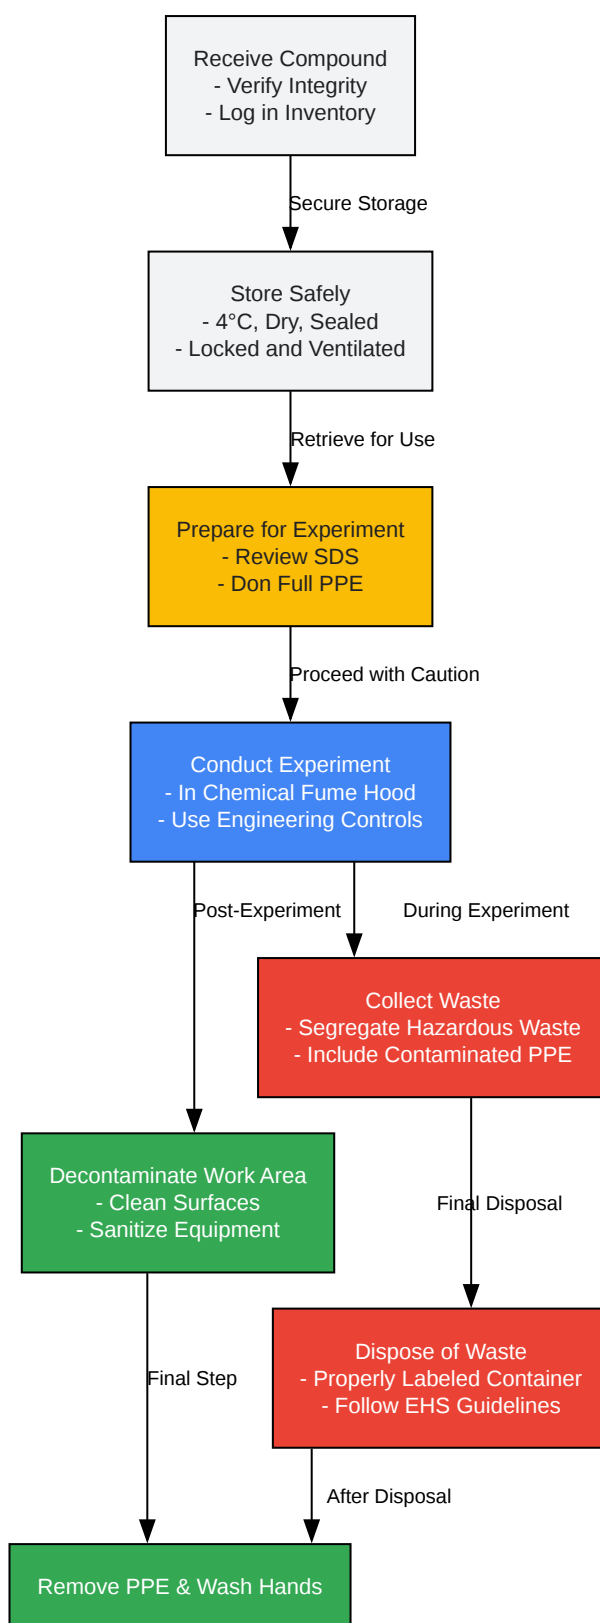 Receive Compound
- Verify Integrity
- Log in Inventory
Secure Storage
Store Safely
- 4°C, Dry, Sealed
- Locked and Ventilated
Retrieve for Use
Prepare for Experiment
- Review SDS
- Don Full PPE
Proceed with Caution
Conduct Experiment
- In Chemical Fume Hood
- Use Engineering Controls
Post-Experiment
During Experiment
Collect Waste
- Segregate Hazardous Waste
- Include Contaminated PPE
Decontaminate Work Area
- Clean Surfaces
- Sanitize Equipment
Final Disposal
Dispose of Waste
- Properly Labeled Container
- Follow EHS Guidelines
Final Step
After Disposal
Remove PPE & Wash Hands